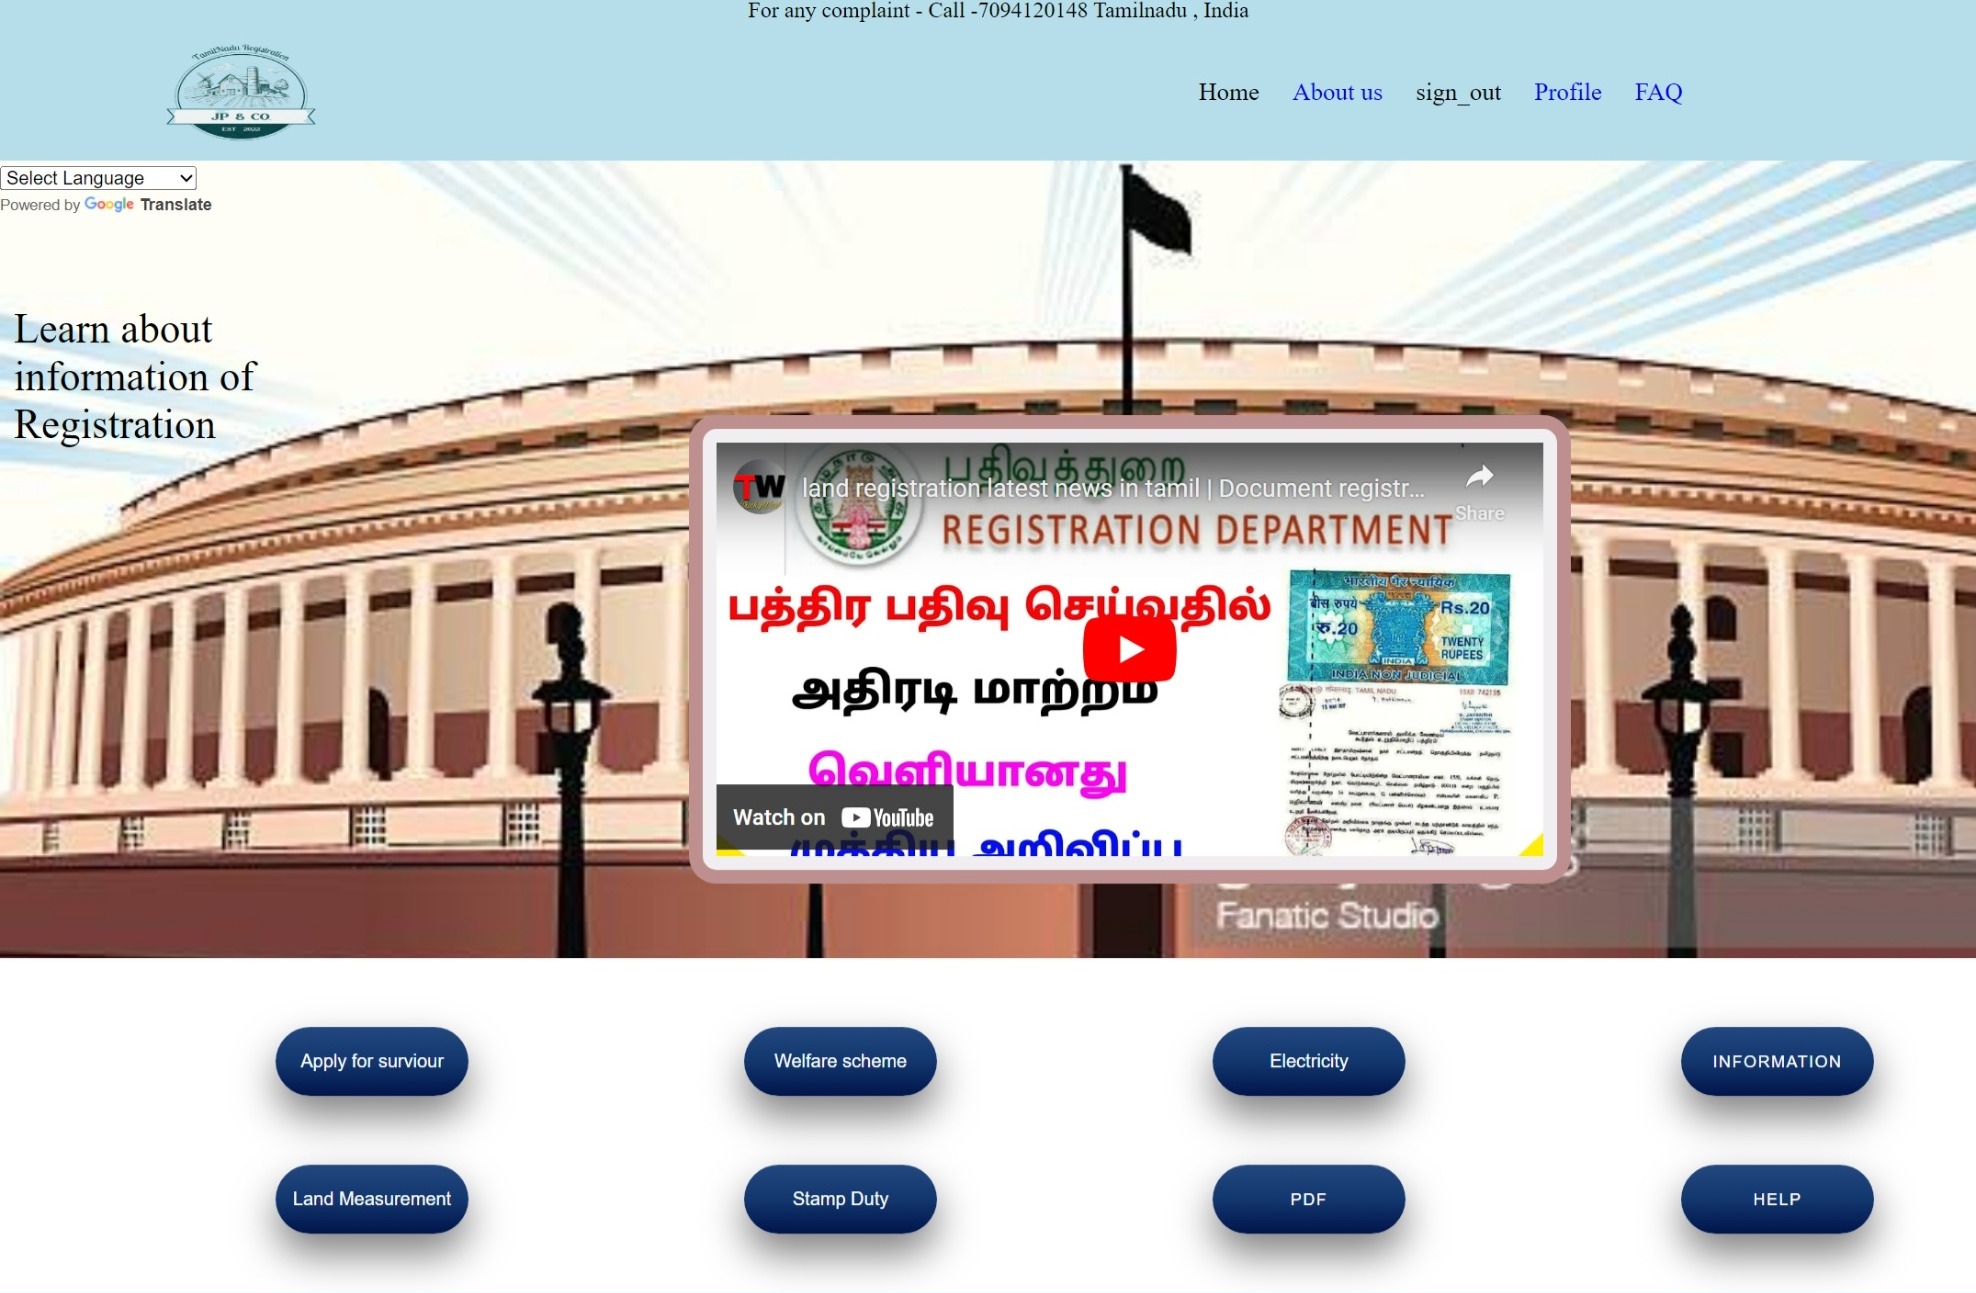 For any complaint - Call -7094120148 Tamilnadu , India
TamilNadu Registration
JP & CO.
EST 2022
Home About us sign_out Profile FAQ
Select Language
Powered by Google Translate
Learn about
information of
Registration
பதிவுத்துறை
TW land registration latest news in tamil | Document registr...
Share
REGISTRATION DEPARTMENT
பத்திர பதிவு செய்வதில்
அதிரடி மாற்றம்
வெளியானது
முக்கிய அறிவிப்பு
भारतीय गैर न्यायिक
बीस रुपये Rs.20
रु.20 TWENTY
RUPEES
INDIA
INDIA NON JUDICIAL
TAMIL NADU
Watch on YouTube
Fanatic Studio
Apply for surviour Welfare scheme Electricity INFORMATION
Land Measurement Stamp Duty PDF HELP